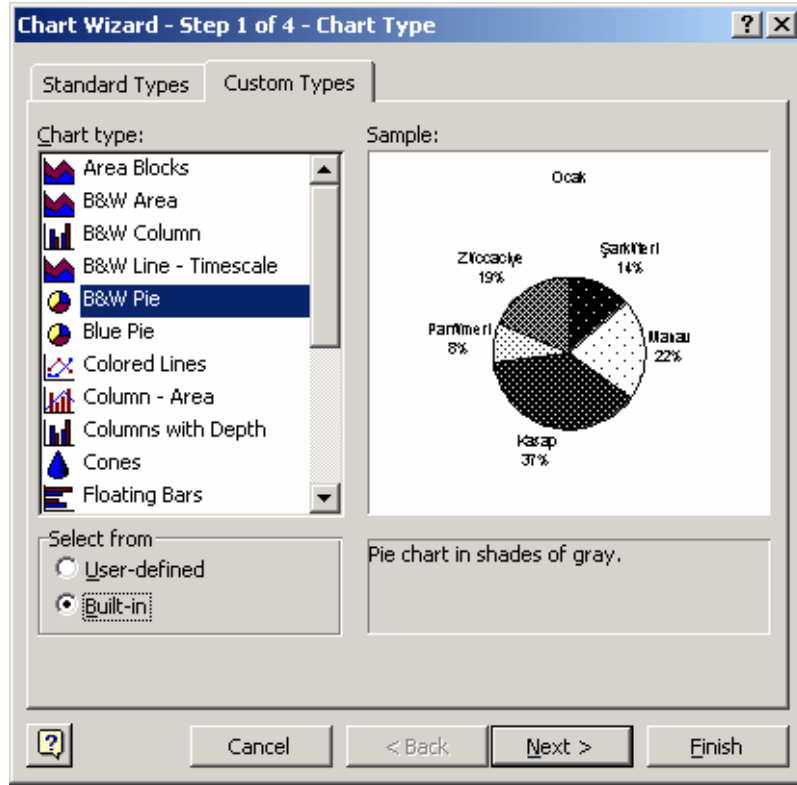 Chart Wizard - Step 1 of 4 - Chart Type
Standard Types
Custom Types
Chart type:
Area Blocks
B&W Area
B&W Column
B&W Line - Timescale
B&W Pie
Blue Pie
Colored Lines
Column - Area
Columns with Depth
Cones
Floating Bars
Sample:
Ocak
Şarküteri
14%
Manav
22%
Kasap
37%
Parfümeri
8%
Züccaciye
19%
Select from
User-defined
Built-in
Pie chart in shades of gray.
Cancel
< Back
Next >
Finish